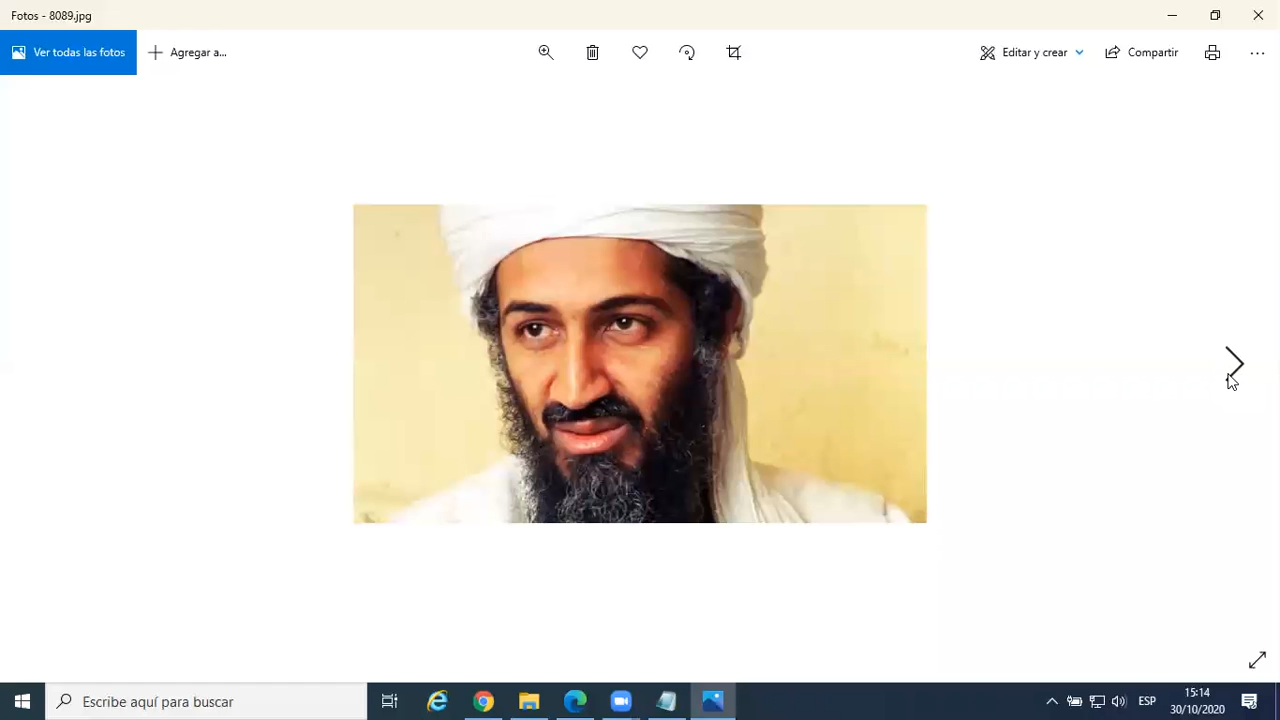 Fotos - 8089.jpg
Ver todas las fotos
Agregar a...
Editar y crear
Compartir
Escribe aquí para buscar
ESP
15:14
30/10/2020